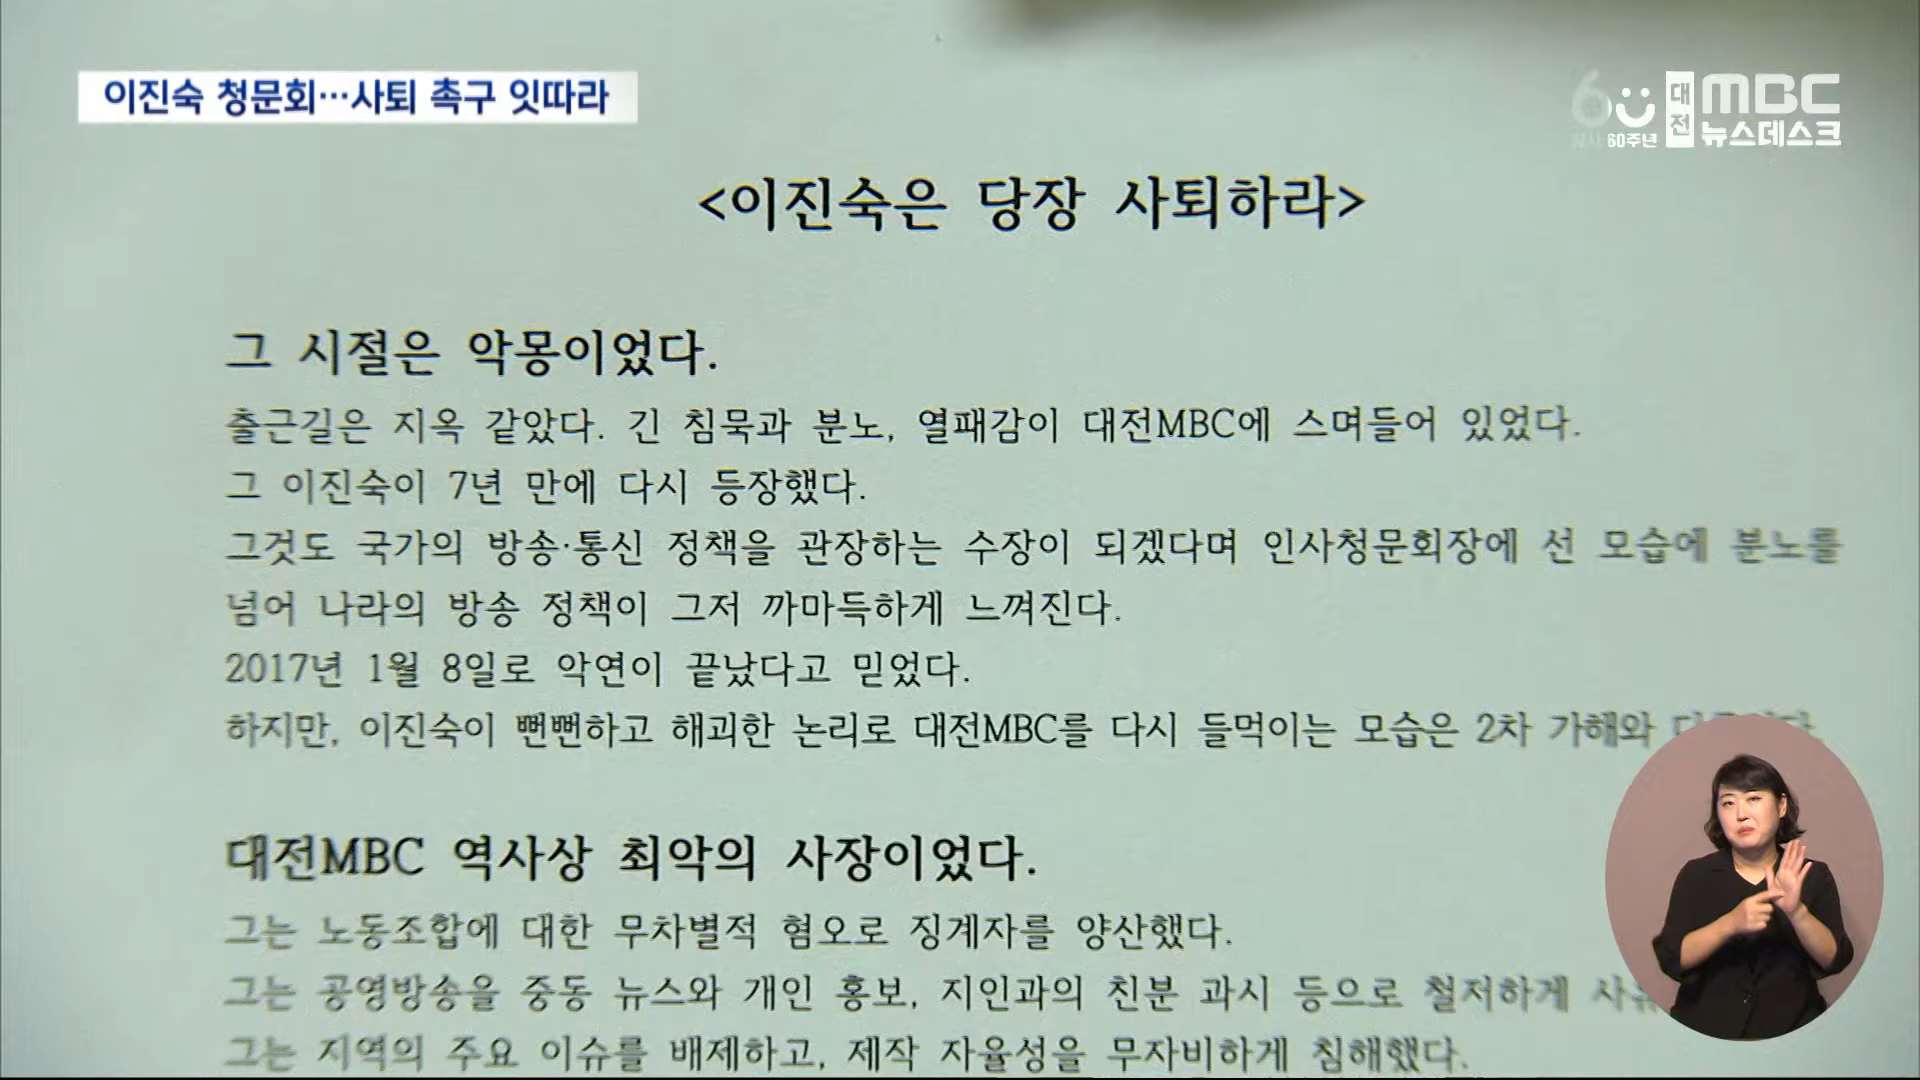 이진숙 청문회…사퇴 촉구 잇따라
60주년
대전
MBC
뉴스데스크
<이진숙은 당장 사퇴하라>
그 시절은 악몽이었다.
출근길은 지옥 같았다. 긴 침묵과 분노, 열패감이 대전MBC에 스며들어 있었다.
그 이진숙이 7년 만에 다시 등장했다.
그것도 국가의 방송·통신 정책을 관장하는 수장이 되겠다며 인사청문회장에 선 모습에 분노를
넘어 나라의 방송 정책이 그저 까마득하게 느껴진다.
2017년 1월 8일로 악연이 끝났다고 믿었다.
하지만, 이진숙이 뻔뻔하고 해괴한 논리로 대전MBC를 다시 들먹이는 모습은 2차 가해와
대전MBC 역사상 최악의 사장이었다.
그는 노동조합에 대한 무차별적 혐오로 징계자를 양산했다.
그는 공영방송을 중동 뉴스와 개인 홍보, 지인과의 친분 과시 등으로 철저하게
그는 지역의 주요 이슈를 배제하고, 제작 자율성을 무자비하게 침해했다.